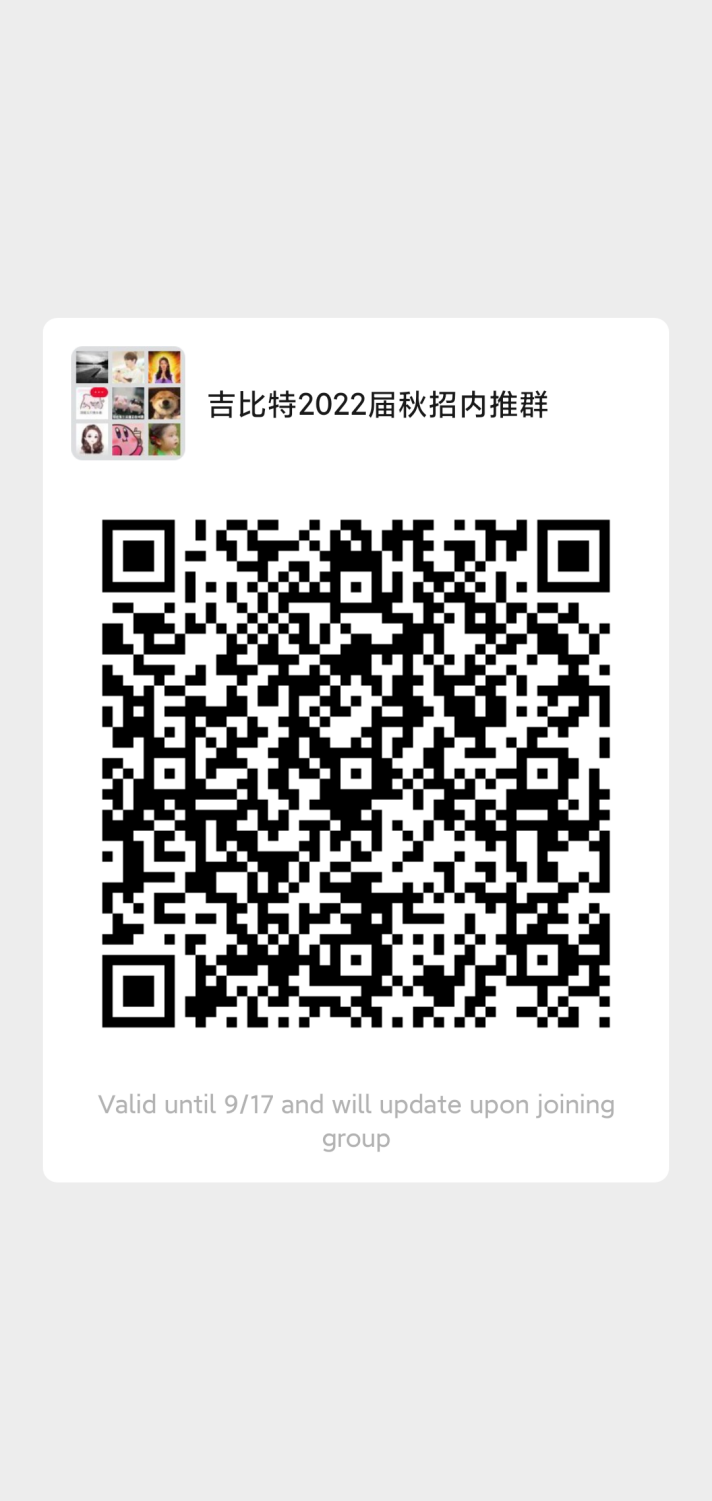 吉比特2022届秋招内推群
Valid until 9/17 and will update upon joining
group